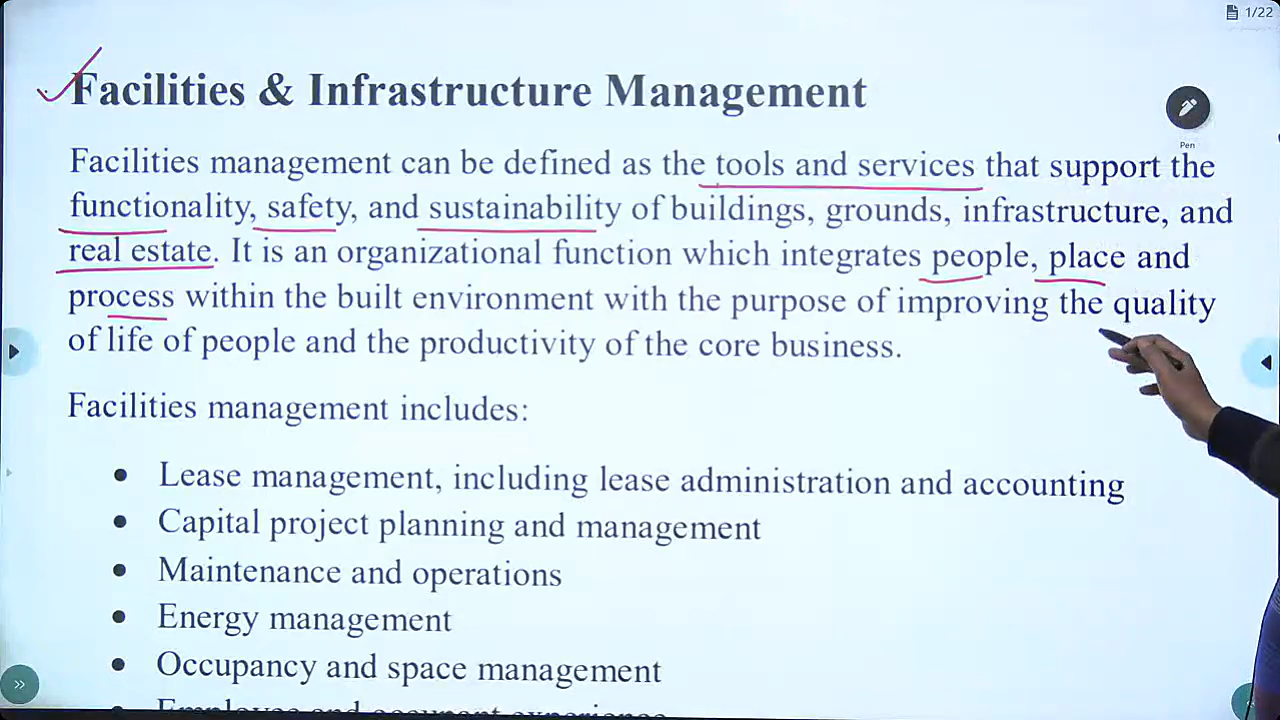 1/22
Facilities & Infrastructure Management
Pen
Facilities management can be defined as the tools and services that support the
functionality, safety, and sustainability of buildings, grounds, infrastructure, and
real estate. It is an organizational function which integrates people, place and
process within the built environment with the purpose of improving the quality
of life of people and the productivity of the core business.
Facilities management includes:
• Lease management, including lease administration and accounting
• Capital project planning and management
• Maintenance and operations
• Energy management
• Occupancy and space management
• Employee and occupant experience